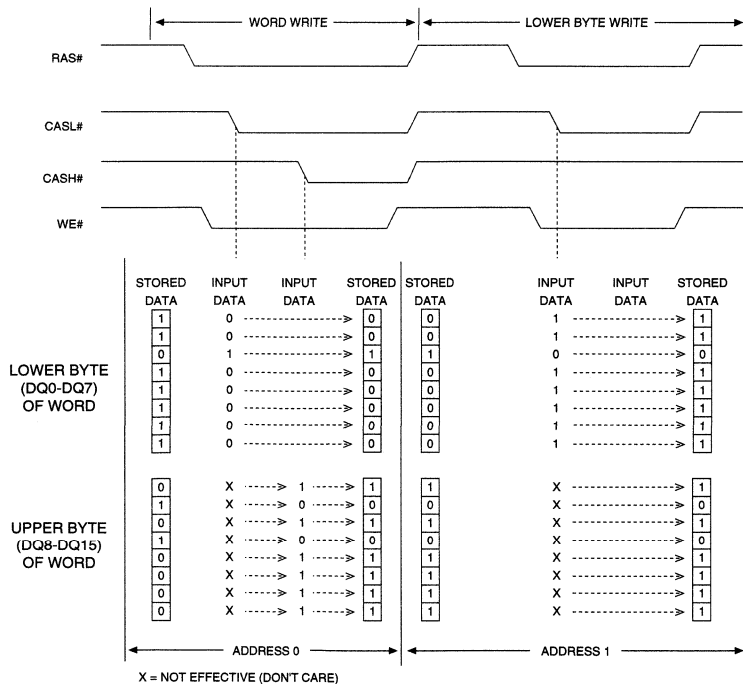 WORD WRITE LOWER BYTE WRITE
RAS#
CASL#
CASH#
WE#
STORED INPUT INPUT STORED STORED INPUT INPUT STORED
DATA DATA DATA DATA DATA DATA DATA DATA
1 0 0 0 1 1
1 0 0 0 1 1
0 1 1 1 0 0
LOWER BYTE 1 0 0 0 1 1
(DQ0-DQ7) 1 0 0 0 1 1
OF WORD 1 0 0 0 1 1
1 0 0 0 1 1
1 0 0 0 1 1
0 X 1 1 1 X 1
1 X 0 0 0 X 0
UPPER BYTE 0 X 1 1 1 X 1
(DQ8-DQ15) 1 X 0 0 0 X 0
OF WORD 0 X 1 1 1 X 1
0 X 1 1 1 X 1
0 X 1 1 1 X 1
0 X 1 1 1 X 1
ADDRESS 0 ADDRESS 1
X = NOT EFFECTIVE (DON'T CARE)